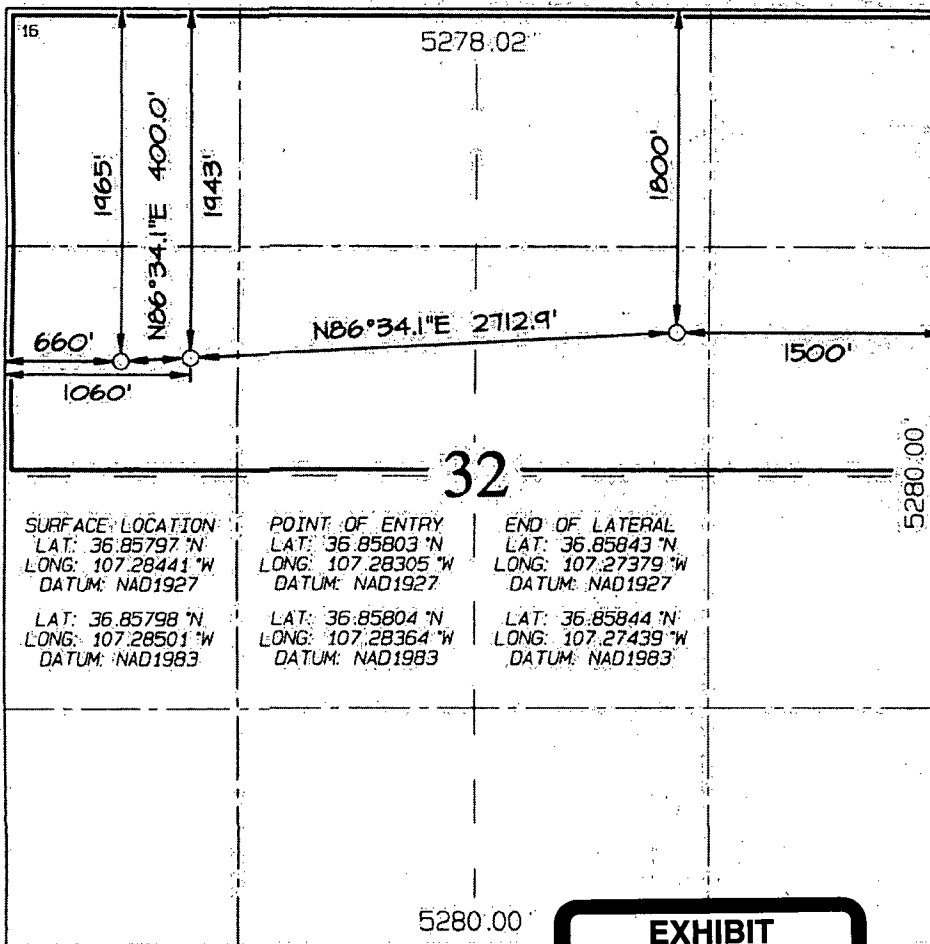 16
5278.02'
1965'
N86°34.1"E 400.0'
1943'
1800'
660'
N86°34.1"E 2712.9'
1500'
1060'
32
5280.00'
SURFACE LOCATION
LAT: 36.85797 °N
LONG: 107.28441 °W
DATUM: NAD1927
LAT: 36.85798 °N
LONG: 107.28501 °W
DATUM: NAD1983
POINT OF ENTRY
LAT: 36.85803 °N
LONG: 107.28305 °W
DATUM: NAD1927
LAT: 36.85804 °N
LONG: 107.28364 °W
DATUM: NAD1983
END OF LATERAL
LAT: 36.85843 °N
LONG: 107.27379 °W
DATUM: NAD1927
LAT: 36.85844 °N
LONG: 107.27439 °W
DATUM: NAD1983
5280.00'
EXHIBIT